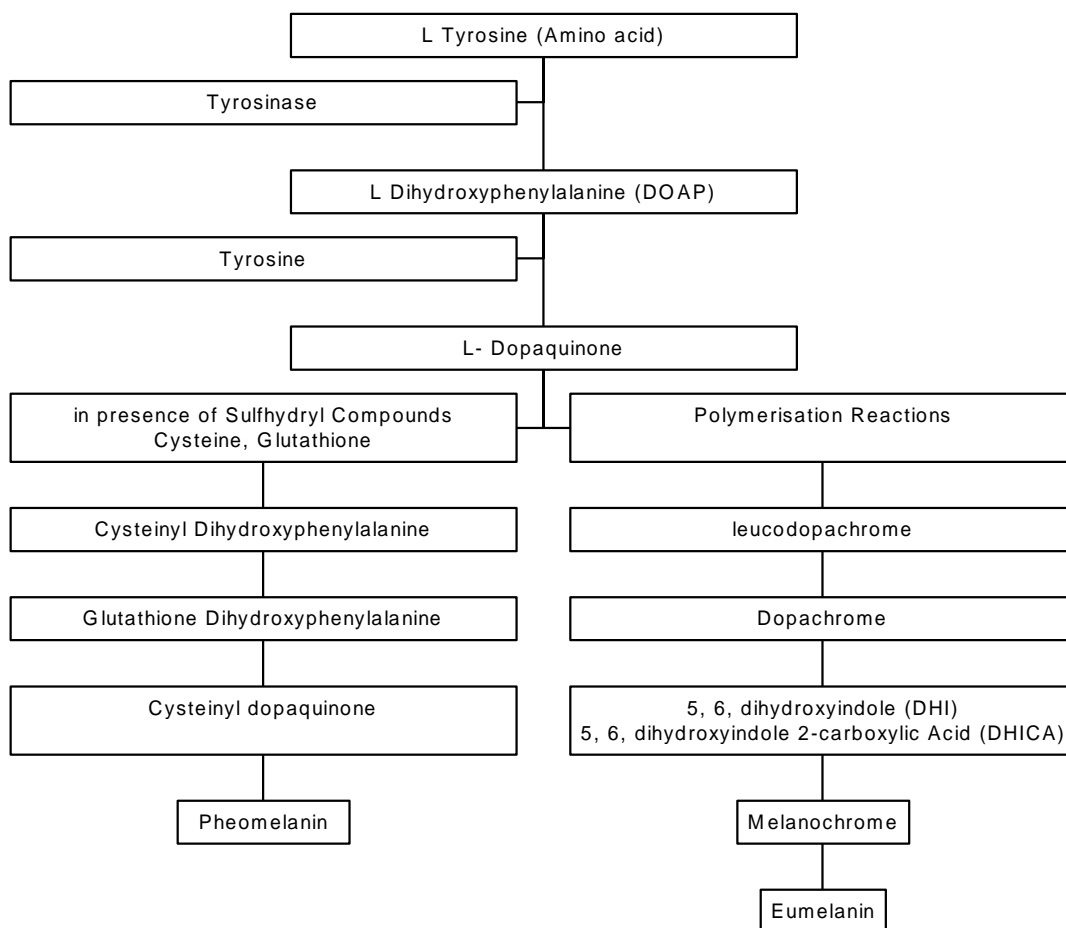 L Tyrosine (Amino acid)
Tyrosinase
L Dihydroxyphenylalanine (DOAP)
Tyrosine
L- Dopaquinone
in presence of Sulfhydryl Compounds
Cysteine, Glutathione
Polymerisation Reactions
Cysteinyl Dihydroxyphenylalanine
leucodopachrome
Glutathione Dihydroxyphenylalanine
Dopachrome
Cysteinyl dopaquinone
5, 6, dihydroxyindole (DHI)
5, 6, dihydroxyindole 2-carboxylic Acid (DHICA)
Pheomelanin
Melanochrome
Eumelanin